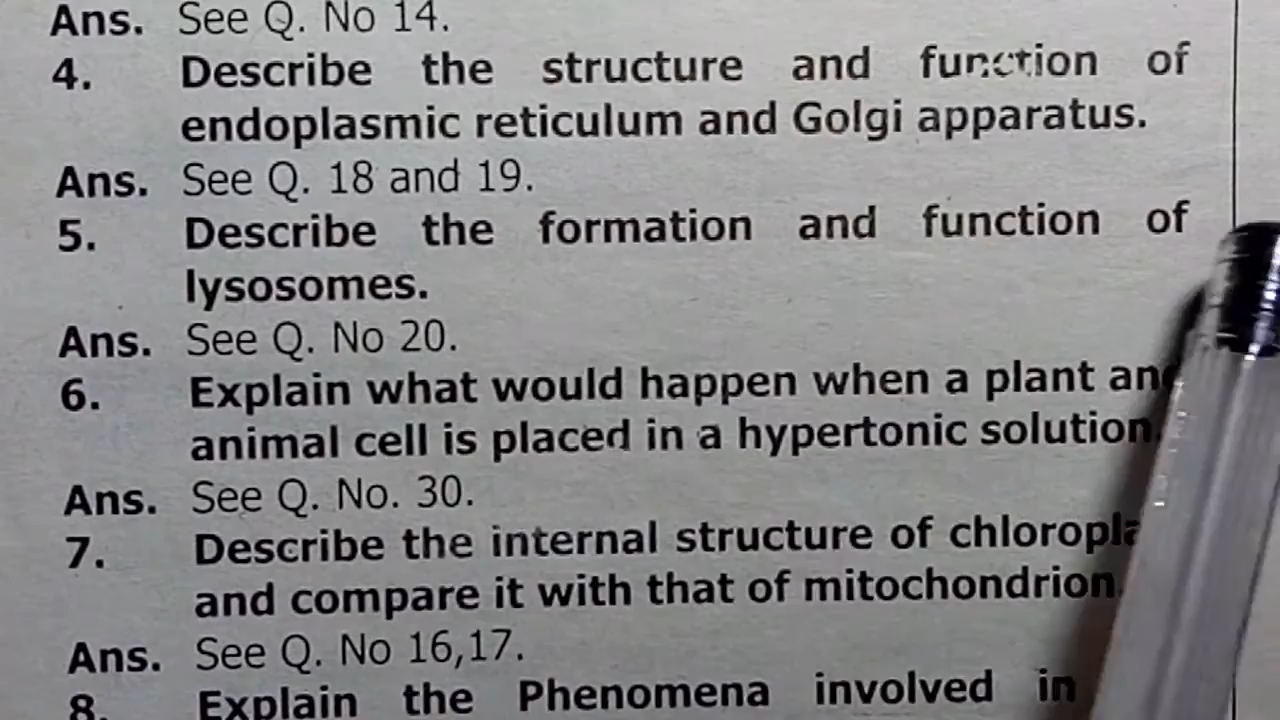 Ans. See Q. No 14.
4. Describe the structure and function of
endoplasmic reticulum and Golgi apparatus.
Ans. See Q. 18 and 19.
5. Describe the formation and function of
lysosomes.
Ans. See Q. No 20.
6. Explain what would happen when a plant and
animal cell is placed in a hypertonic solution.
Ans. See Q. No. 30.
7. Describe the internal structure of
and compare it with that of mitochondrion.
Ans. See Q. No 16,17.
8. Explain the Phenomena involved in